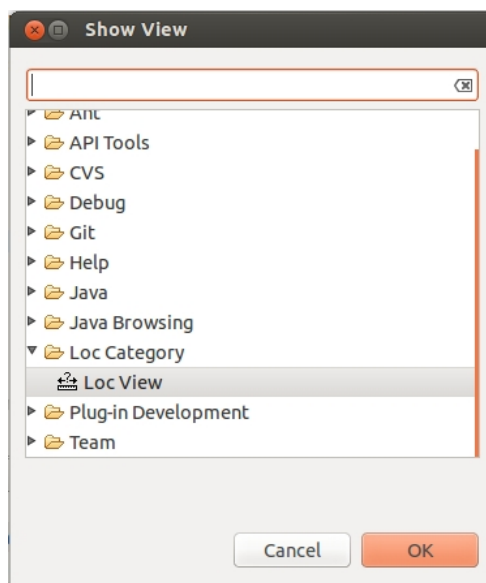 Show View
Ant
API Tools
CVS
Debug
Git
Help
Java
Java Browsing
Loc Category
Loc View
Plug-in Development
Team
Cancel OK